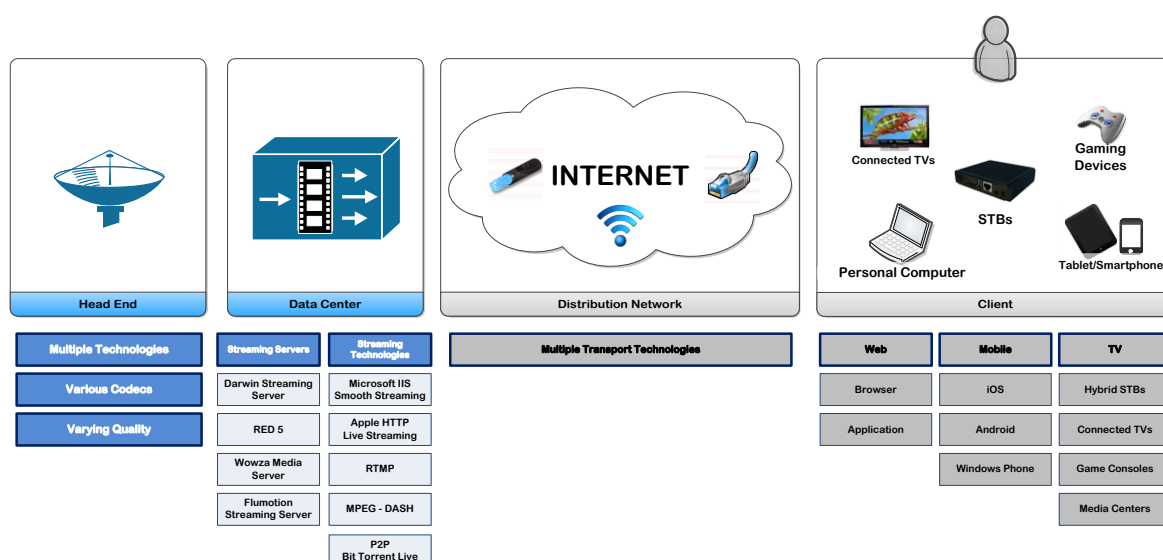 INTERNET
Connected TVs
Gaming
Devices
STBs
Personal Computer
Tablet/Smartphone
Head End
Data Center
Distribution Network
Client
Multiple Technologies
Various Codecs
Varying Quality
Streaming Servers
Darwin Streaming
Server
RED 5
Wowza Media
Server
Flumotion
Streaming Server
Streaming
Technologies
Microsoft IIS
Smooth Streaming
Apple HTTP
Live Streaming
RTMP
MPEG - DASH
P2P
Bit Torrent Live
Multiple Transport Technologies
Web
Browser
Application
Mobile
iOS
Android
Windows Phone
TV
Hybrid STBs
Connected TVs
Game Consoles
Media Centers